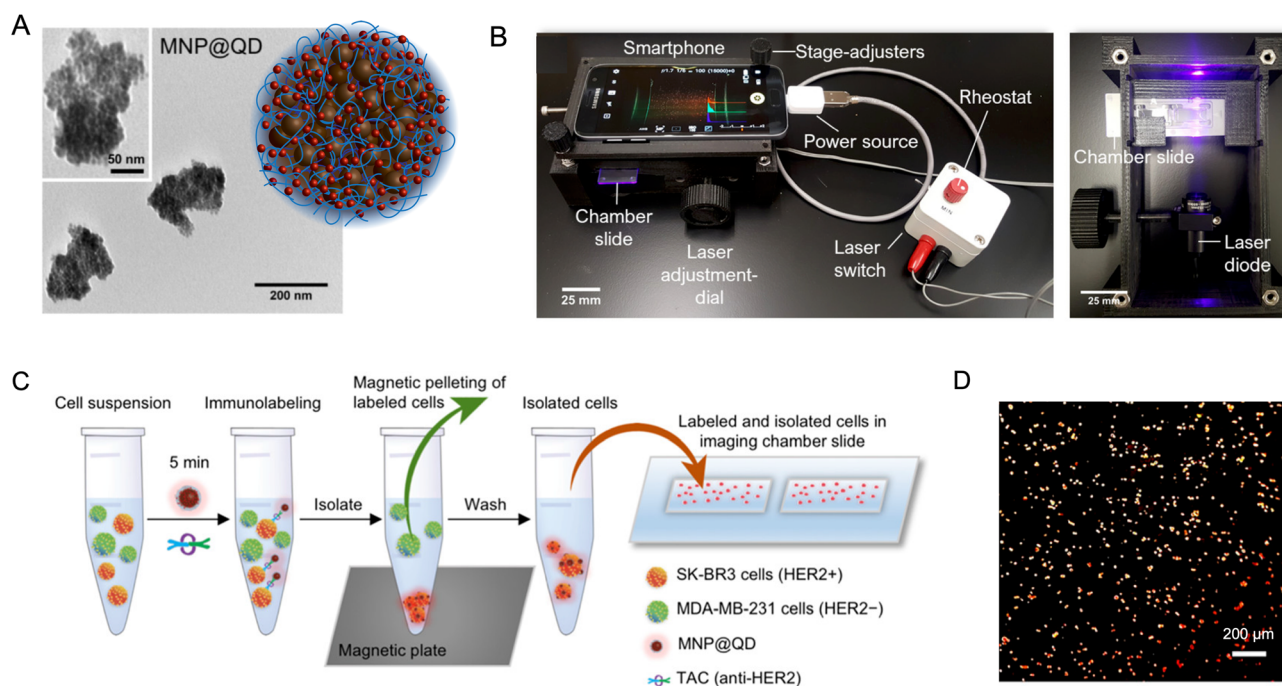 A
MNP@QD
50 nm
200 nm
B
Smartphone
Stage-adjusters
SAMSUNG
Rheostat
Power source
MIN
Chamber
slide
Laser
adjustment-
dial
Laser
switch
25 mm
Chamber slide
Laser
diode
25 mm
C
Cell suspension
Immunolabeling
Magnetic pelleting of
labeled cells
Isolated cells
Labeled and isolated cells in
imaging chamber slide
5 min
Isolate
Wash
Magnetic plate
SK-BR3 cells (HER2+)
MDA-MB-231 cells (HER2−)
MNP@QD
TAC (anti-HER2)
D
200 µm